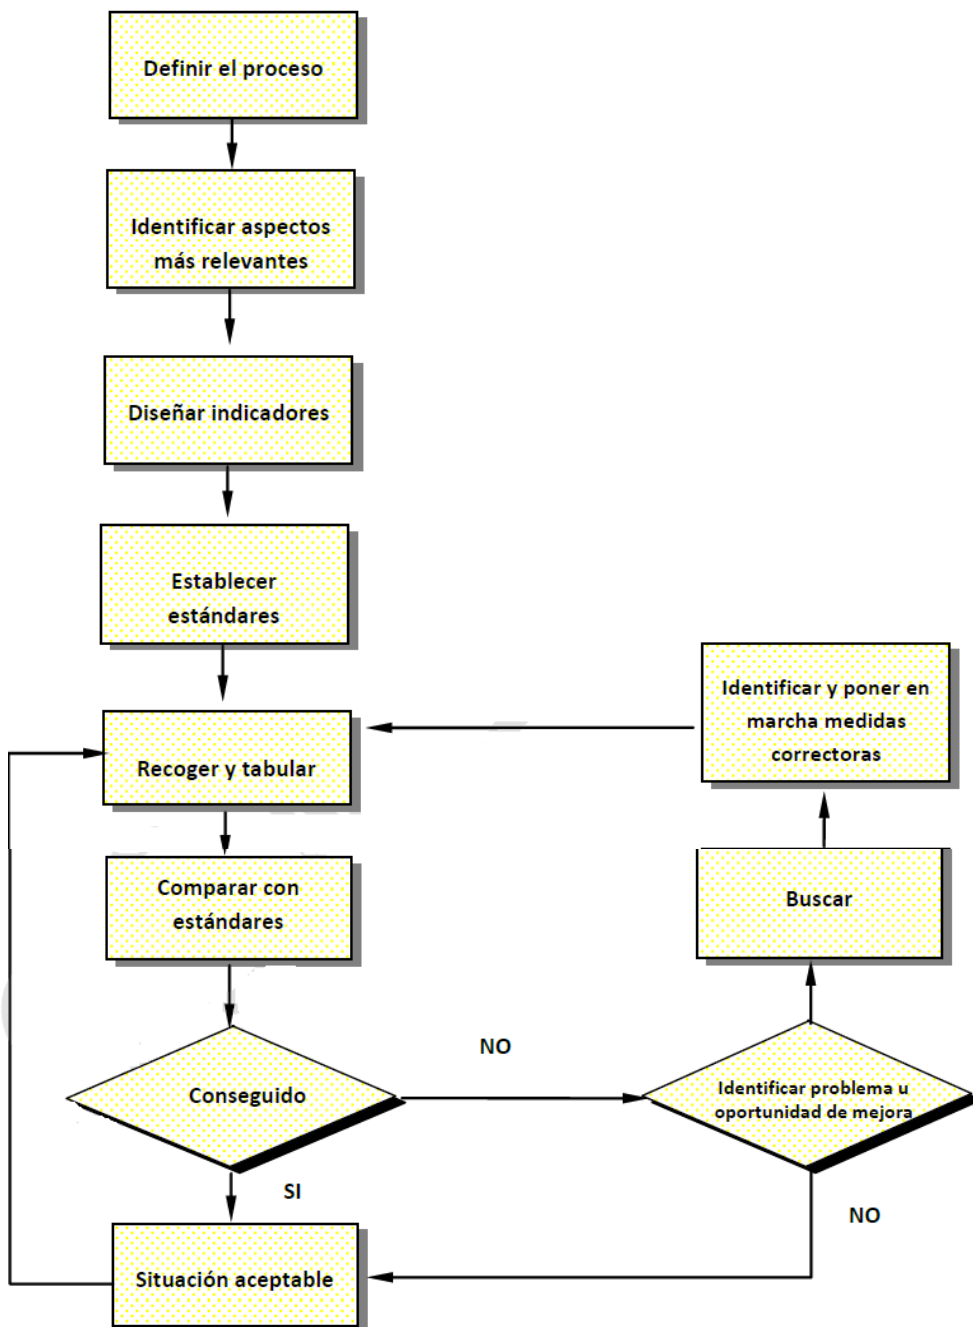 Definir el proceso
Identificar aspectos
más relevantes
Diseñar indicadores
Establecer
estándares
Recoger y tabular
Comparar con
estándares
Conseguido
NO
SI
Situación aceptable
Identificar y poner en
marcha medidas
correctoras
Buscar
Identificar problema u
oportunidad de mejora
NO